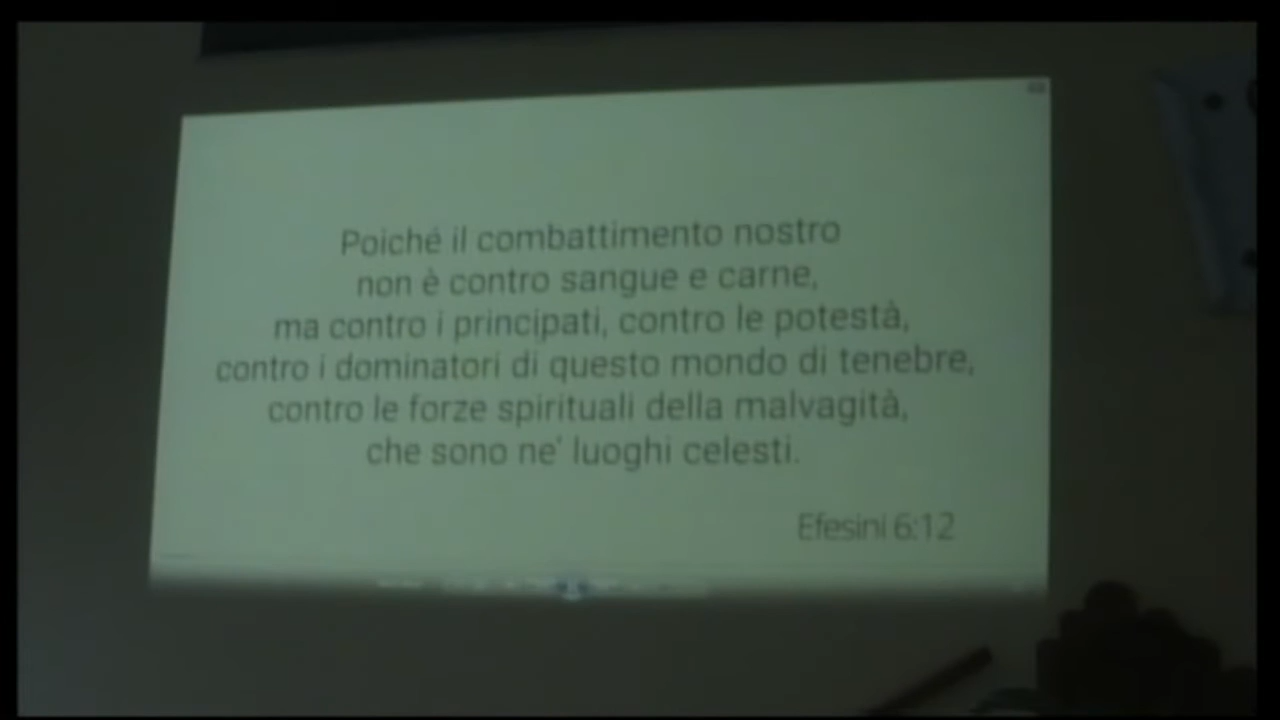 Poiché il combattimento nostro
non è contro sangue e carne,
ma contro i principati, contro le potestà,
contro i dominatori di questo mondo di tenebre,
contro le forze spirituali della malvagità,
che sono ne' luoghi celesti.
Efesini 6:12